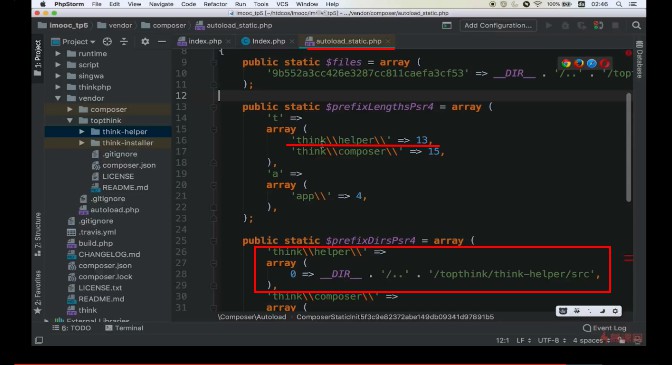 PhpStorm File Edit View Navigate Code Refactor Run Tools VCS Window Help
100% 02:46
imooc_tp5 vendor composer autoload_static.php
Add Configuration...
Project
index.php Index.php autoload_static.php
1: Project
Database
runtime
script
singwa
thinkphp
vendor
composer
topthink
think-helper
think-installer
.gitignore
composer.json
LICENSE
README.md
.gitignore
autoload.php
.gitignore
.travis.yml
build.php
CHANGELOG.md
composer.json
composer.lock
LICENSE.txt
README.md
think
External Libraries
Z: Structure
2: Favorites
8 {
9 public static $files = array (
10 '9b552a3cc426e3287cc811caefa3cf53' => __DIR__ . '/..' . '/top
11 );
12
13 public static $prefixLengthsPsr4 = array (
14 't' =>
15 array (
16 'think\\helper\\' => 13,
17 'think\\composer\\' => 15,
18 ),
19 'a' =>
20 array (
21 'app\\' => 4,
22 ),
23 );
24
25 public static $prefixDirsPsr4 = array (
26 'think\\helper\\' =>
27 array (
28 0 => __DIR__ . '/..' . '/topthink/think-helper/src',
29 ),
30 'think\\composer\\' =>
31 array (
6: TODO Terminal
Event Log
12:1 LF UTF-8 4 spaces